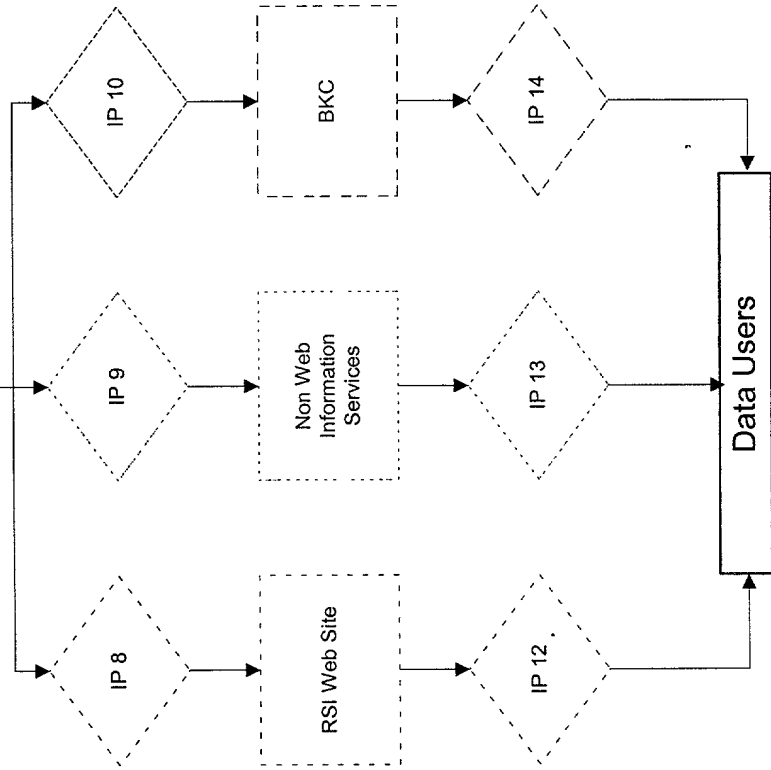 IP 8
IP 9
IP 10
RSI Web Site
Non Web
Information
Services
BKC
IP 12
IP 13
IP 14
Data Users